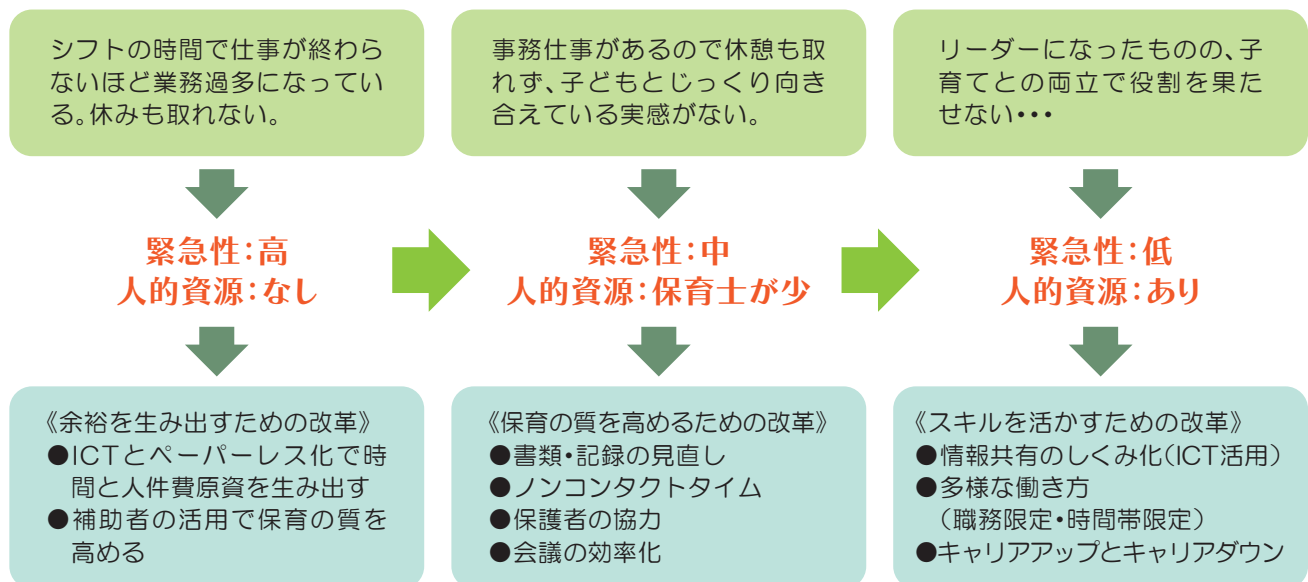 シフトの時間で仕事が終わら
ないほど業務過多になってい
る。休みも取れない。
事務仕事があるので休憩も取
れず、子どもとじっくり向き
合えている実感がない。
リーダーになったものの、子
育てとの両立で役割を果た
せない・・・
緊急性：高
人的資源：なし
緊急性：中
人的資源：保育士が少
緊急性：低
人的資源：あり
《余裕を生み出すための改革》
●ICTとペーパーレス化で時
間と人件費原資を生み出す
●補助者の活用で保育の質を
高める
《保育の質を高めるための改革》
●書類・記録の見直し
●ノンコンタクトタイム
●保護者の協力
●会議の効率化
《スキルを活かすための改革》
●情報共有のしくみ化（ICT活用）
●多様な働き方
（職務限定・時間帯限定）
●キャリアアップとキャリアダウン